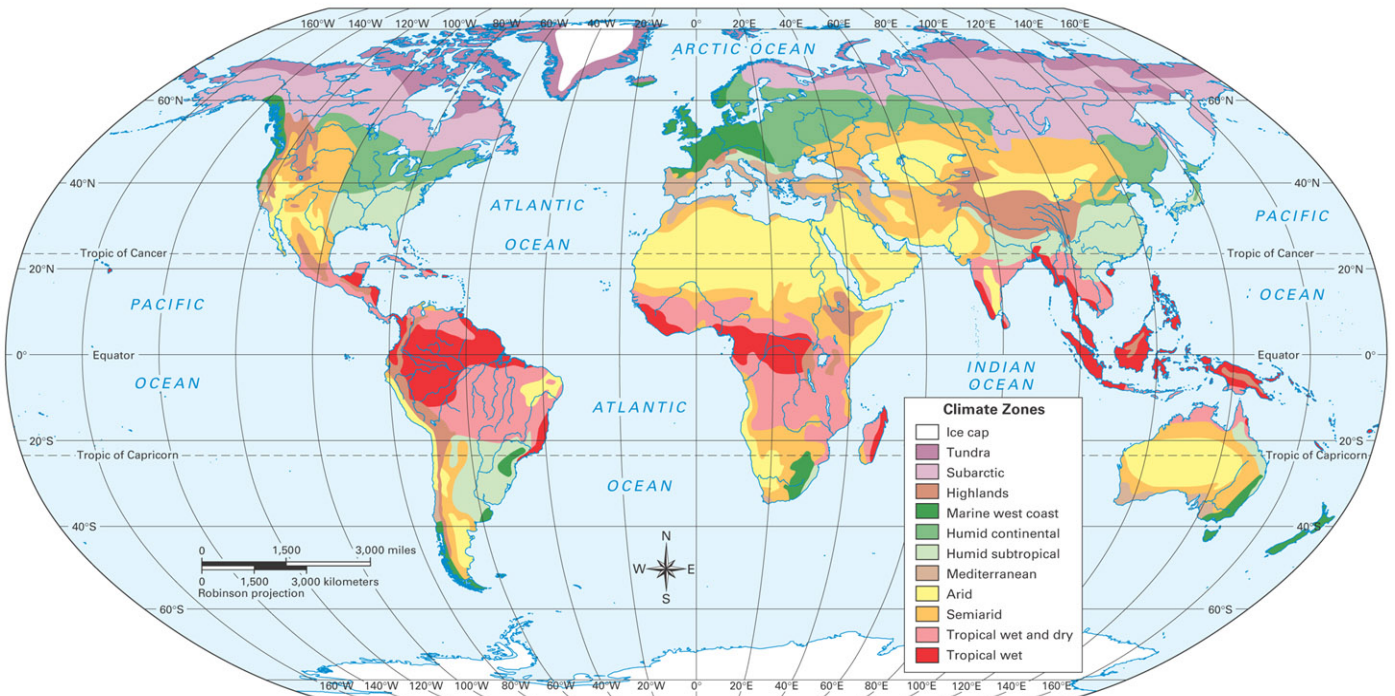 160°W 140°W 120°W 100°W 80°W 60°W 40°W 20°W 0° 20°E 40°E 60°E 80°E 100°E 120°E 140°E 160°E
ARCTIC OCEAN
60°N 60°N
40°N 40°N
ATLANTIC
OCEAN
PACIFIC
OCEAN
Tropic of Cancer Tropic of Cancer
20°N 20°N
PACIFIC
OCEAN
0° Equator Equator 0°
INDIAN
OCEAN
ATLANTIC
OCEAN
20°S 20°S
Tropic of Capricorn Tropic of Capricorn
40°S 40°S
60°S 60°S
Climate Zones
Ice cap
Tundra
Subarctic
Highlands
Marine west coast
Humid continental
Humid subtropical
Mediterranean
Arid
Semiarid
Tropical wet and dry
Tropical wet
N
W E
S
0 1,500 3,000 miles
0 1,500 3,000 kilometers
Robinson projection
160°W 140°W 120°W 100°W 80°W 60°W 40°W 20°W 0° 20°E 40°E 60°E 80°E 100°E 120°E 140°E 160°E